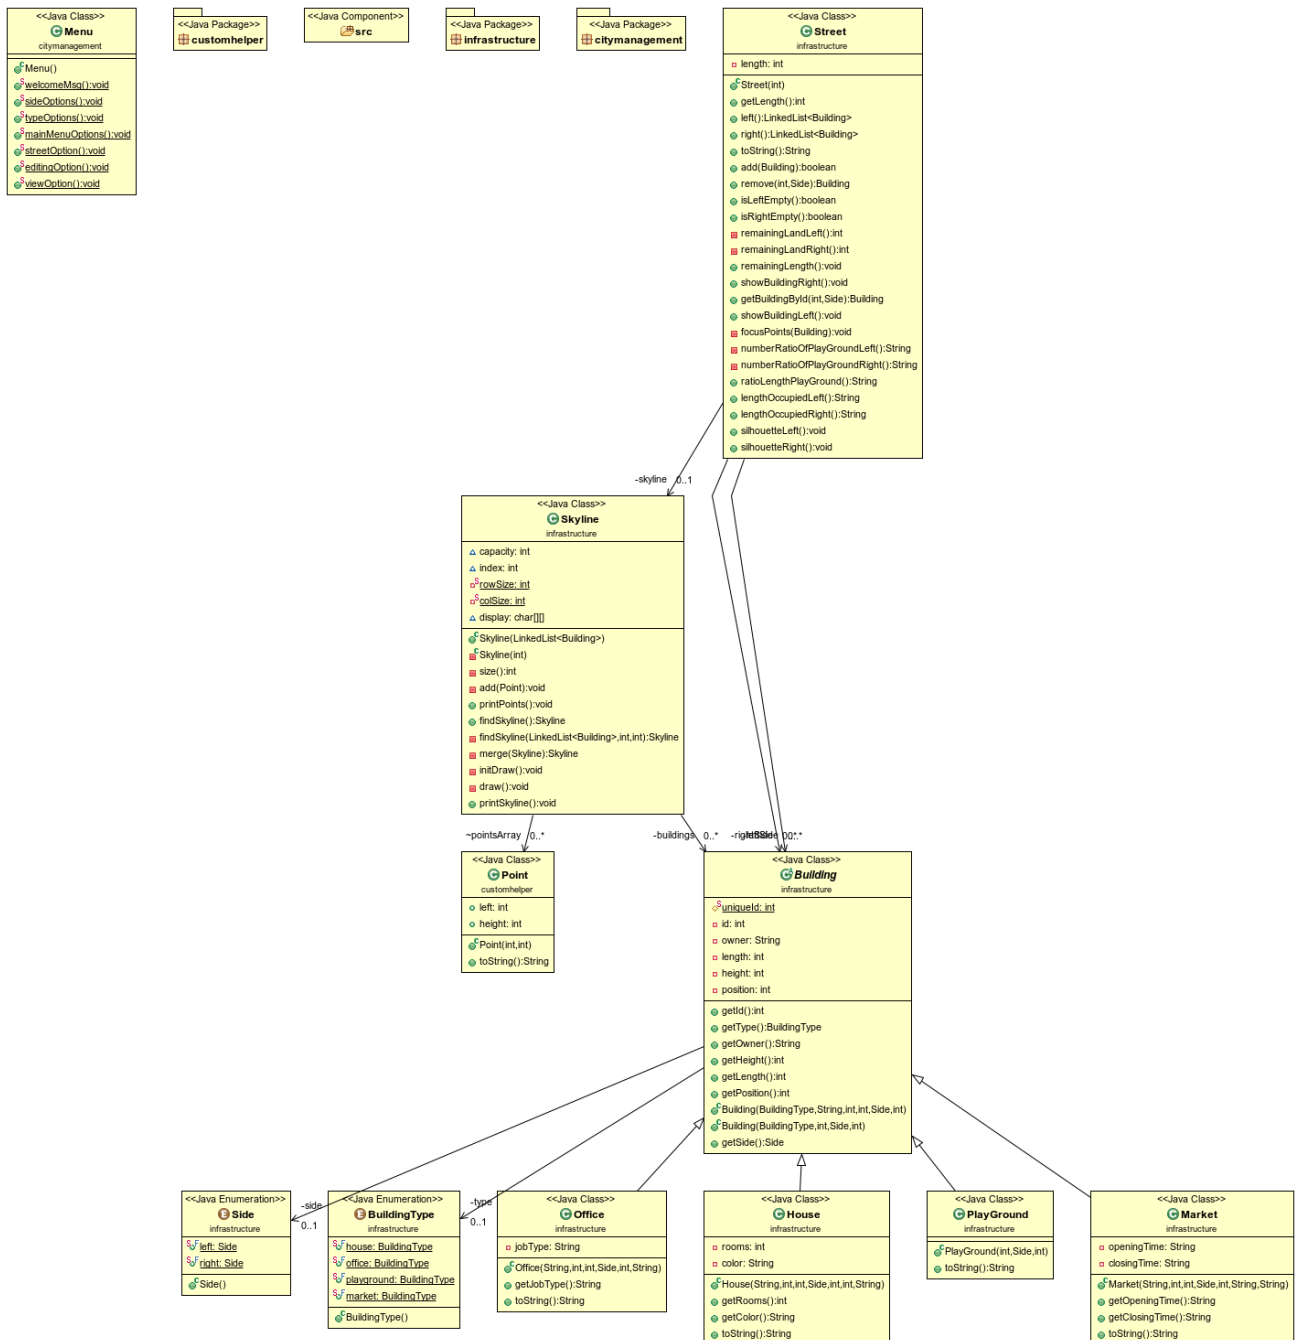 <<Java Class>>
Menu
citymanagement
Menu()
welcomeMsg():void
sideOptions():void
typeOptions():void
mainMenuOptions():void
streetOption():void
editingOption():void
viewOption():void
<<Java Package>>
customhelper
<<Java Component>>
src
<<Java Package>>
infrastructure
<<Java Package>>
citymanagement
<<Java Class>>
Street
infrastructure
length: int
Street(int)
getLength():int
left():LinkedList<Building>
right():LinkedList<Building>
toString():String
add(Building):boolean
remove(int,Side):Building
isLeftEmpty():boolean
isRightEmpty():boolean
remainingLandLeft():int
remainingLandRight():int
remainingLength():void
showBuildingRight():void
getBuildingById(int,Side):Building
showBuildingLeft():void
focusPoints(Building):void
numberRatioOfPlayGroundLeft():String
numberRatioOfPlayGroundRight():String
ratioLengthPlayGround():String
lengthOccupiedLeft():String
lengthOccupiedRight():String
silhouetteLeft():void
silhouetteRight():void
-skyline 0..1
<<Java Class>>
Skyline
infrastructure
capacity: int
index: int
rowSize: int
colSize: int
display: char[][]
Skyline(LinkedList<Building>)
Skyline(int)
size():int
add(Point):void
printPoints():void
findSkyline():Skyline
findSkyline(LinkedList<Building>,int,int):Skyline
merge(Skyline):Skyline
initDraw():void
draw():void
printSkyline():void
~pointsArray 0..*
-buildings 0..*
<<Java Class>>
Point
customhelper
left: int
height: int
Point(int,int)
toString():String
<<Java Class>>
Building
infrastructure
uniqueId: int
id: int
owner: String
length: int
height: int
position: int
getId():int
getType():BuildingType
getOwner():String
getHeight():int
getLength():int
getPosition():int
Building(BuildingType,String,int,int,Side,int)
Building(BuildingType,int,Side,int)
getSide():Side
-side
0..1
-type
0..1
<<Java Enumeration>>
Side
infrastructure
left: Side
right: Side
Side()
<<Java Enumeration>>
BuildingType
infrastructure
house: BuildingType
office: BuildingType
playground: BuildingType
market: BuildingType
BuildingType()
<<Java Class>>
Office
infrastructure
jobType: String
Office(String,int,int,Side,int,String)
getJobType():String
toString():String
<<Java Class>>
House
infrastructure
rooms: int
color: String
House(String,int,int,Side,int,int,String)
getRooms():int
getColor():String
toString():String
<<Java Class>>
PlayGround
infrastructure
PlayGround(int,Side,int)
toString():String
<<Java Class>>
Market
infrastructure
openingTime: String
closingTime: String
Market(String,int,int,Side,int,String,String)
getOpeningTime():String
getClosingTime():String
toString():String